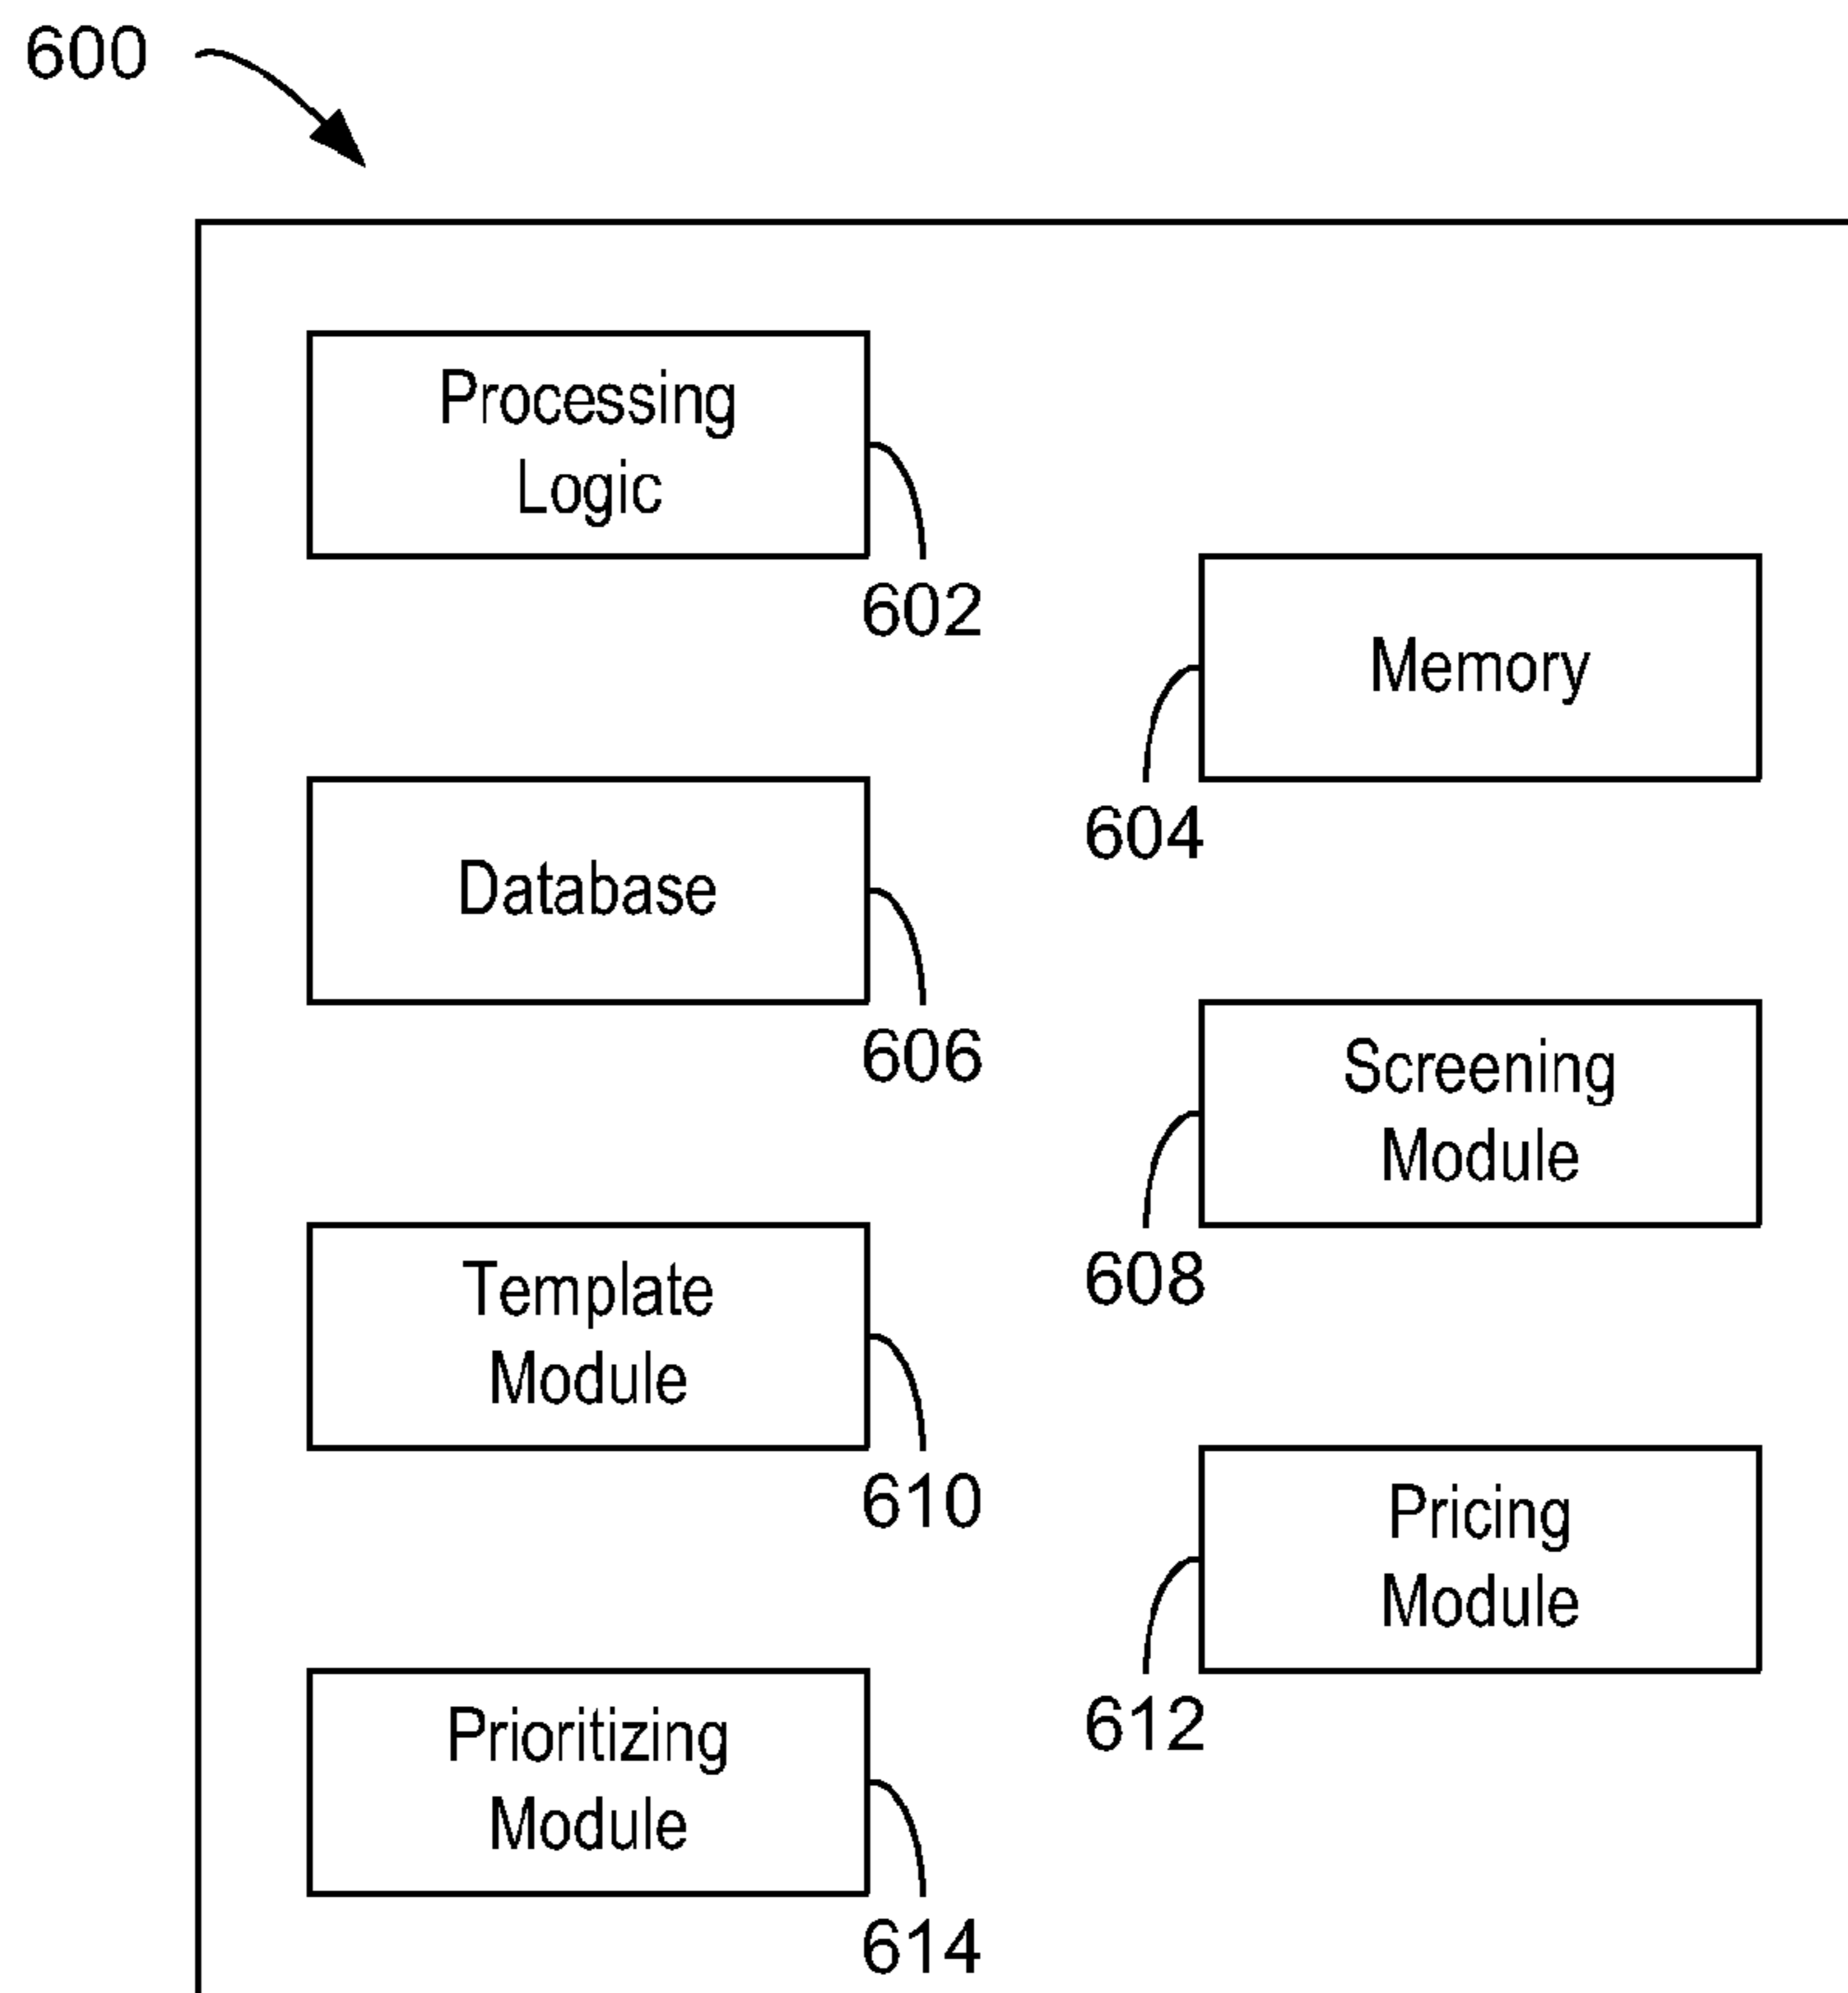 600
Processing
Logic
602
Memory
604
Database
606
Screening
Module
608
Template
Module
610
Pricing
Module
612
Prioritizing
Module
614